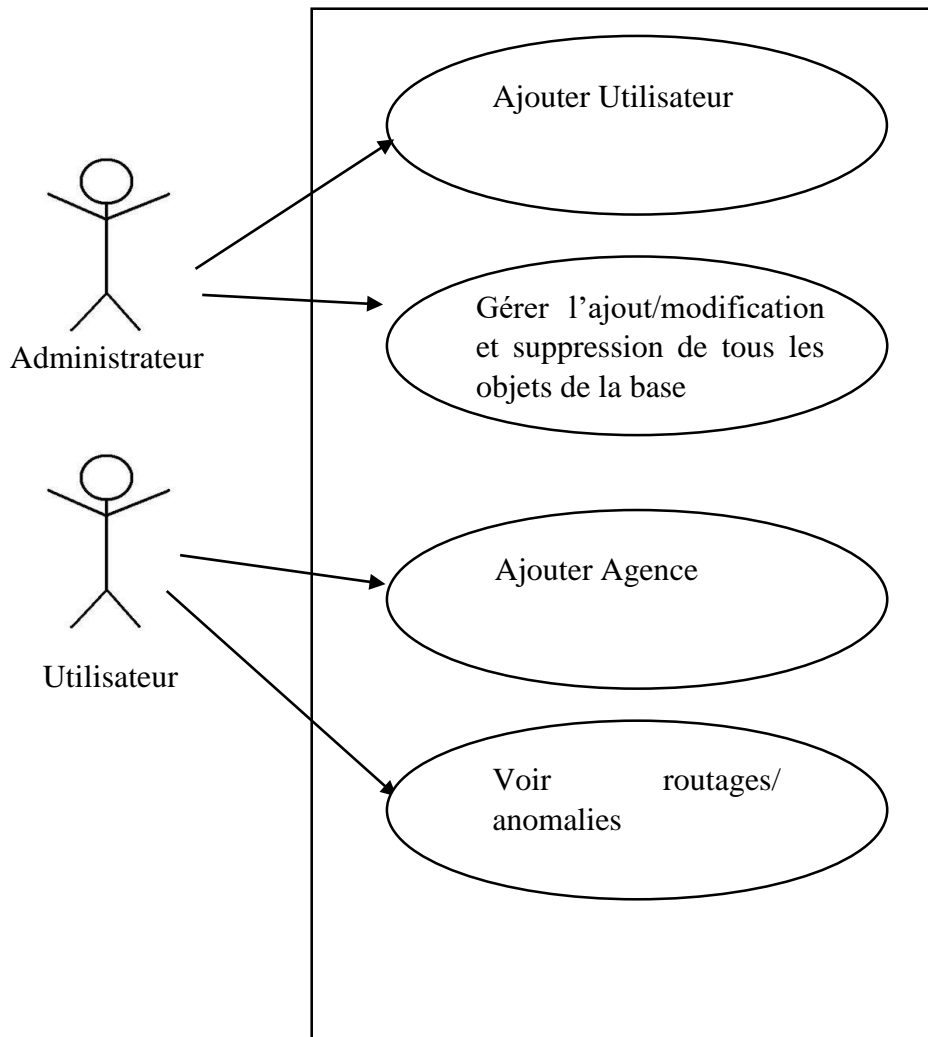 Ajouter Utilisateur
Gérer l’ajout/modification
et suppression de tous les
objets de la base
Administrateur
Ajouter Agence
Utilisateur
Voir routages/
anomalies